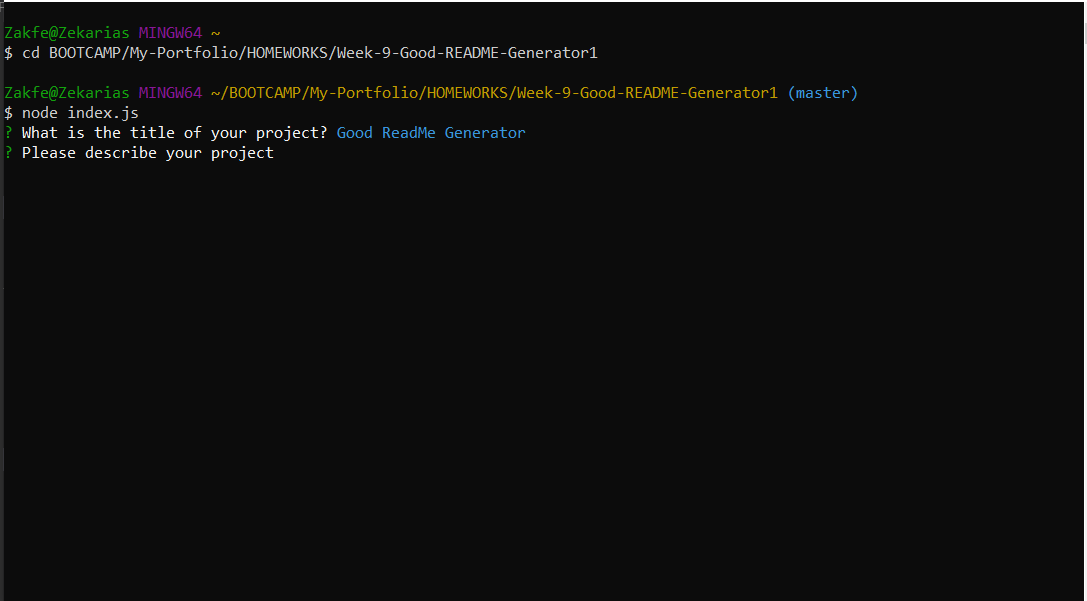 Zakfe@Zekarias MINGW64 ~
$ cd BOOTCAMP/My-Portfolio/HOMEWORKS/Week-9-Good-README-Generator1
Zakfe@Zekarias MINGW64 ~/BOOTCAMP/My-Portfolio/HOMEWORKS/Week-9-Good-README-Generator1 (master)
$ node index.js
? What is the title of your project? Good ReadMe Generator
? Please describe your project